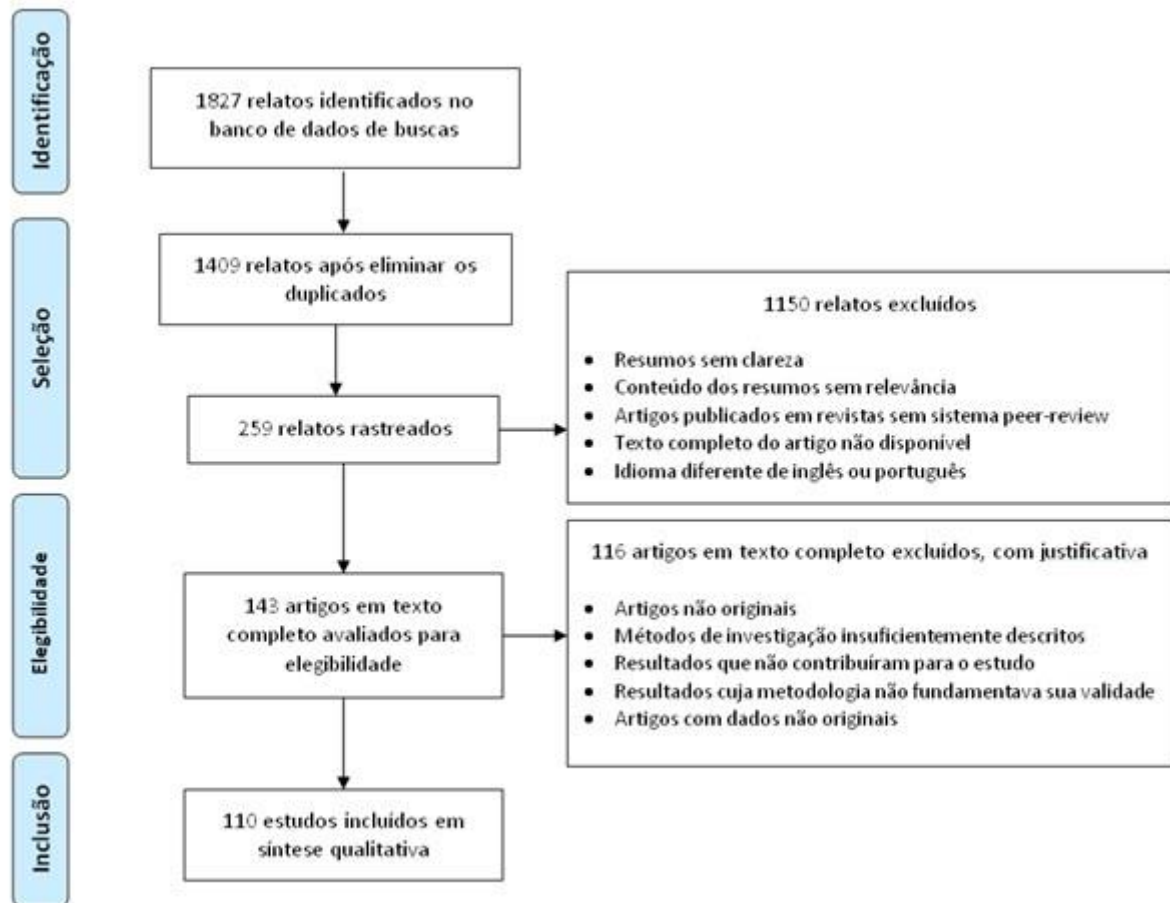 Identificação
1827 relatos identificados no
banco de dados de buscas
Seleção
1409 relatos após eliminar os
duplicados
259 relatos rastreados
1150 relatos excluídos
• Resumos sem clareza
• Conteúdo dos resumos sem relevância
• Artigos publicados em revistas sem sistema peer-review
• Texto completo do artigo não disponível
• Idioma diferente de inglês ou português
Elegibilidade
143 artigos em texto
completo avaliados para
elegibilidade
116 artigos em texto completo excluídos, com justificativa
• Artigos não originais
• Métodos de investigação insuficientemente descritos
• Resultados que não contribuíram para o estudo
• Resultados cuja metodologia não fundamentava sua validade
• Artigos com dados não originais
Inclusão
110 estudos incluídos em
síntese qualitativa